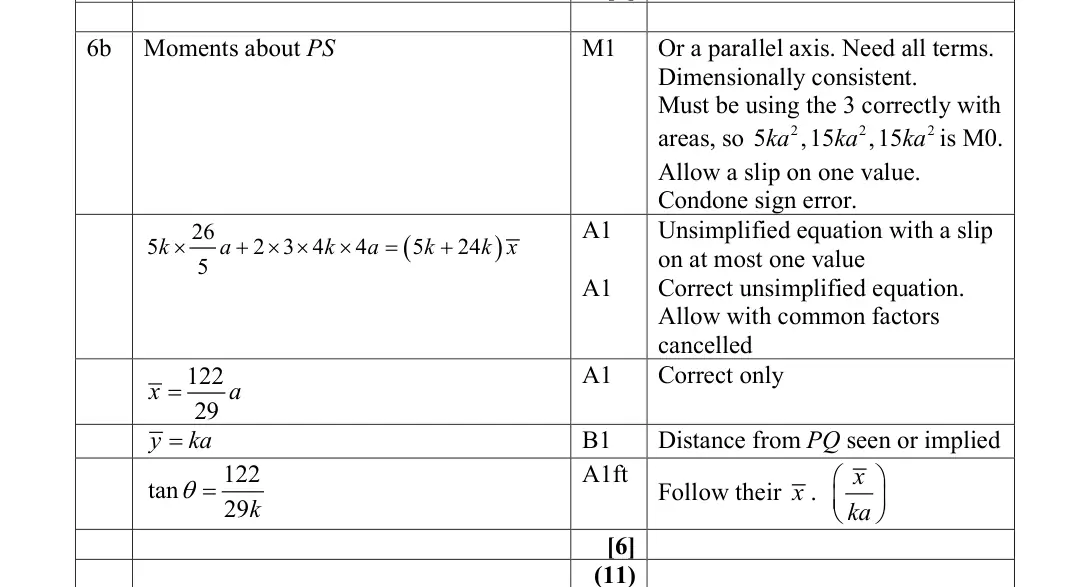 6b Moments about PS M1 Or a parallel axis. Need all terms.
Dimensionally consistent.
Must be using the 3 correctly with
areas, so 5ka², 15ka², 15ka² is M0.
Allow a slip on one value.
Condone sign error.
5k × 26/5 a + 2 × 3 × 4k × 4a = (5k + 24k) x̅ A1 Unsimplified equation with a slip
on at most one value
A1 Correct unsimplified equation.
Allow with common factors
cancelled
x̅ = 122/29 a A1 Correct only
y̅ = ka B1 Distance from PQ seen or implied
tan θ = 122/29k A1ft Follow their x̅ . (x̅/ka)
[6]
(11)